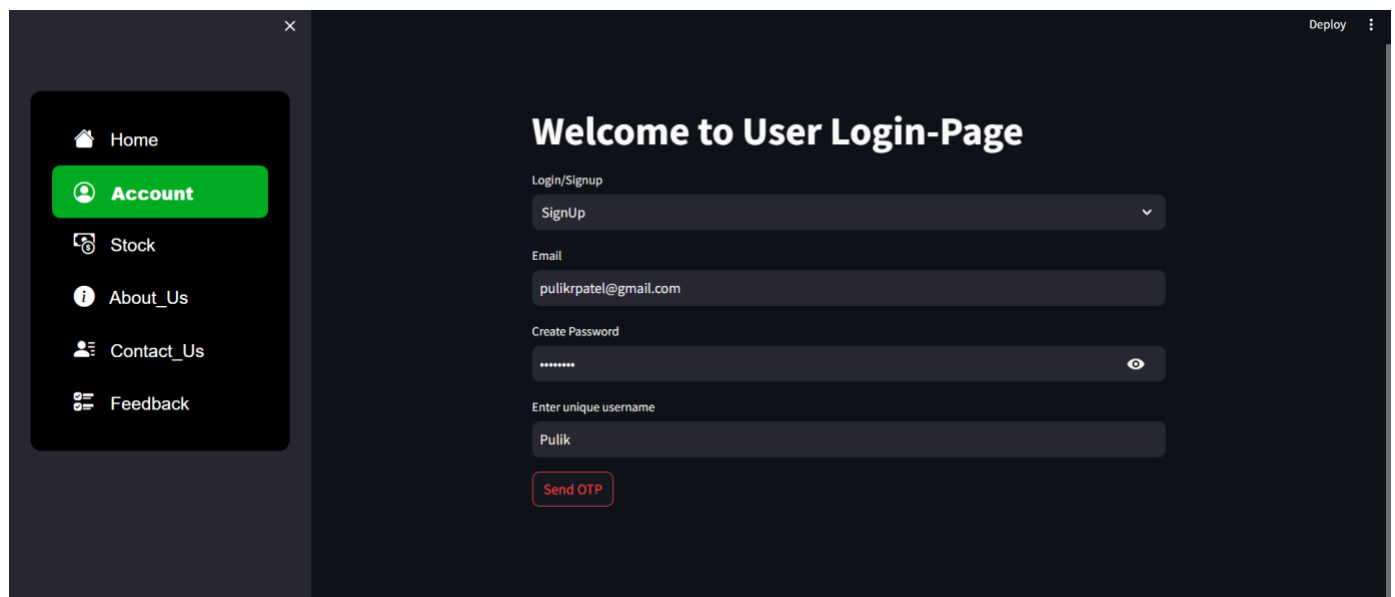 Deploy
Home
Account
Stock
About_Us
Contact_Us
Feedback
Welcome to User Login-Page
Login/Signup
SignUp
Email
pulikrpatel@gmail.com
Create Password
••••••••
Enter unique username
Pulik
Send OTP